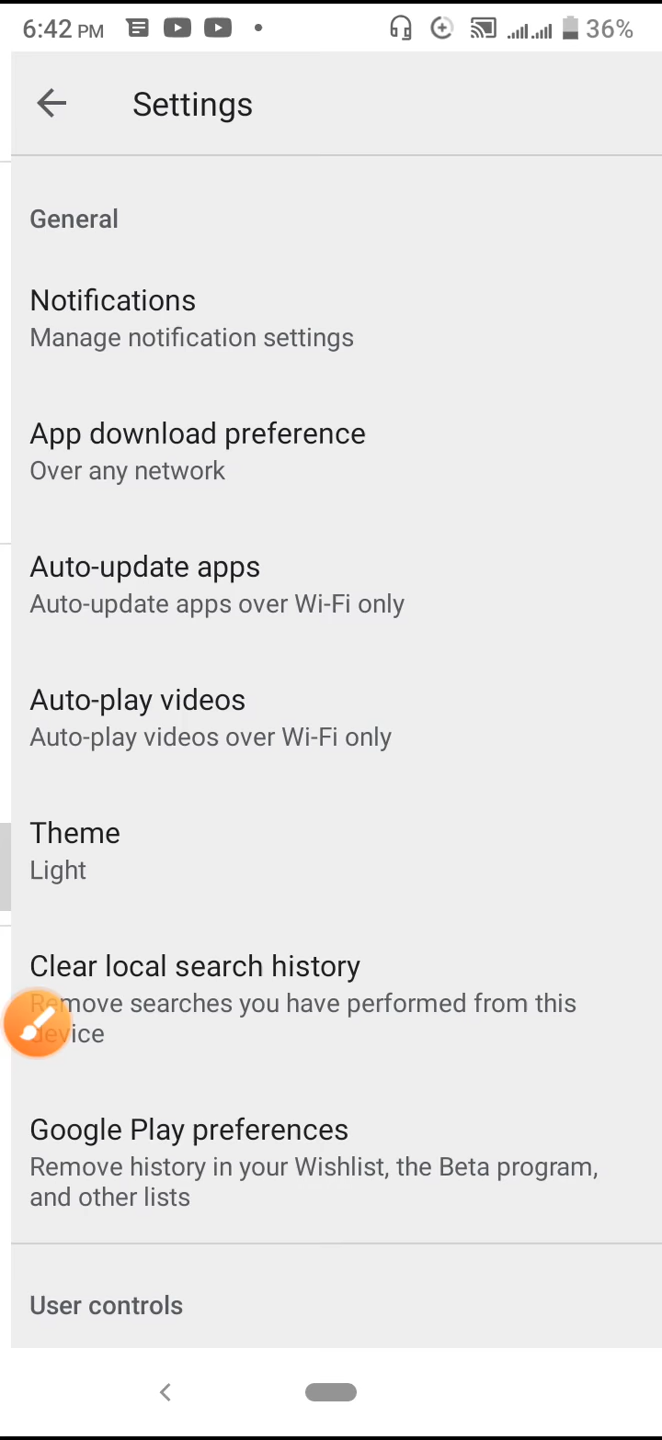 6:42 PM 36%
Settings
General
Notifications
Manage notification settings
App download preference
Over any network
Auto-update apps
Auto-update apps over Wi-Fi only
Auto-play videos
Auto-play videos over Wi-Fi only
Theme
Light
Clear local search history
Remove searches you have performed from this
device
Google Play preferences
Remove history in your Wishlist, the Beta program,
and other lists
User controls